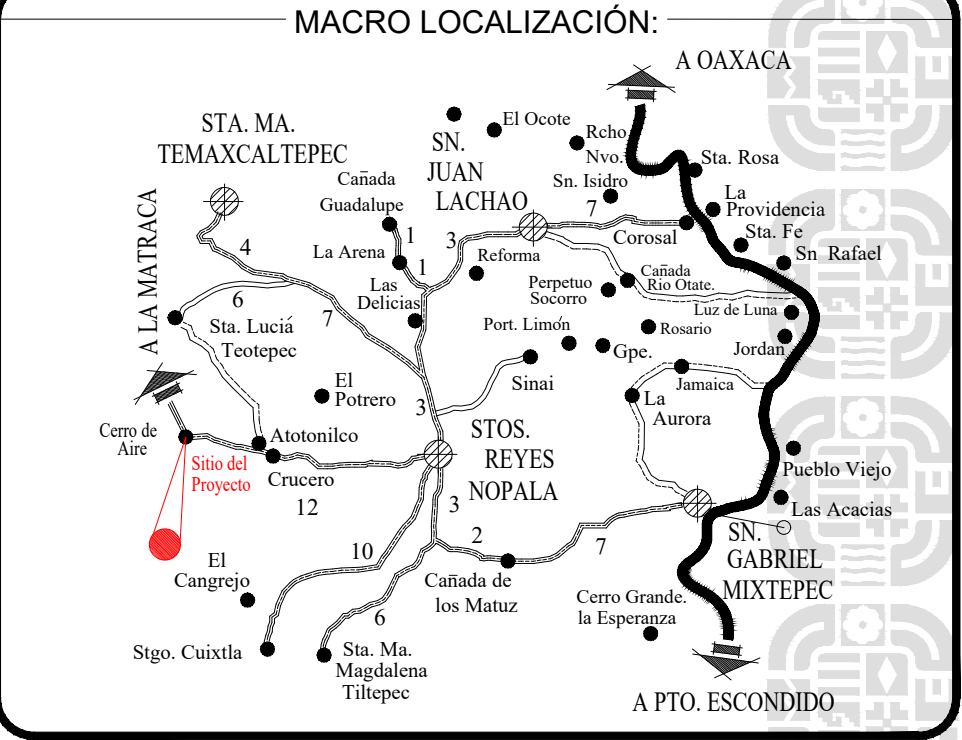 MACRO LOCALIZACIÓN:
A OAXACA
STA. MA.
TEMAXCALTEPEC
SN.
JUAN
LACHAO
El Ocote
Rcho.
Nvo.
Sn. Isidro
7
Sta. Rosa
La
Providencia
Sta. Fe
Sn Rafael
Corosal
Cañada
Guadalupe
1
La Arena
1
3
Las
Delicias
Reforma
Perpetuo
Socorro
Cañada
Rio Otate.
Luz de Luna
Rosario
Jordan
Port. Limón
Gpe.
Sinai
Jamaica
La
Aurora
A LA MATRACA
4
6
7
Sta. Luciá
Teotepec
El
Potrero
3
Cerro de
Aire
Atotonilco
Sitio del
Proyecto
Crucero
12
STOS.
REYES
NOPALA
3
Pueblo Viejo
Las Acacias
SN.
GABRIEL
MIXTEPEC
2
7
10
El
Cangrejo
Cañada de
los Matuz
6
Cerro Grande.
la Esperanza
Stgo. Cuixtla
Sta. Ma.
Magdalena
Tiltepec
A PTO. ESCONDIDO